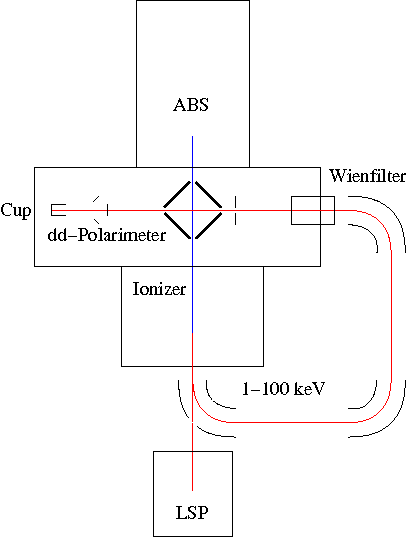 ABS
Wienfilter
Cup
dd-Polarimeter
Ionizer
1-100 keV
LSP